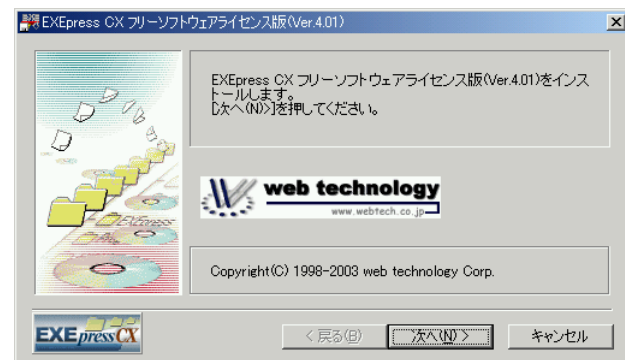 EXEpress CX フリーソフトウェアライセンス版(Ver.4.01)
EXEpress CX フリーソフトウェアライセンス版(Ver.4.01)をインス
トールします。
[次へ(N)>]を押してください。
web technology
www.webtech.co.jp
EXEpress
Copyright(C) 1998-2003 web technology Corp.
EXEpressCX
< 戻る(B)
次へ(N) >
キャンセル